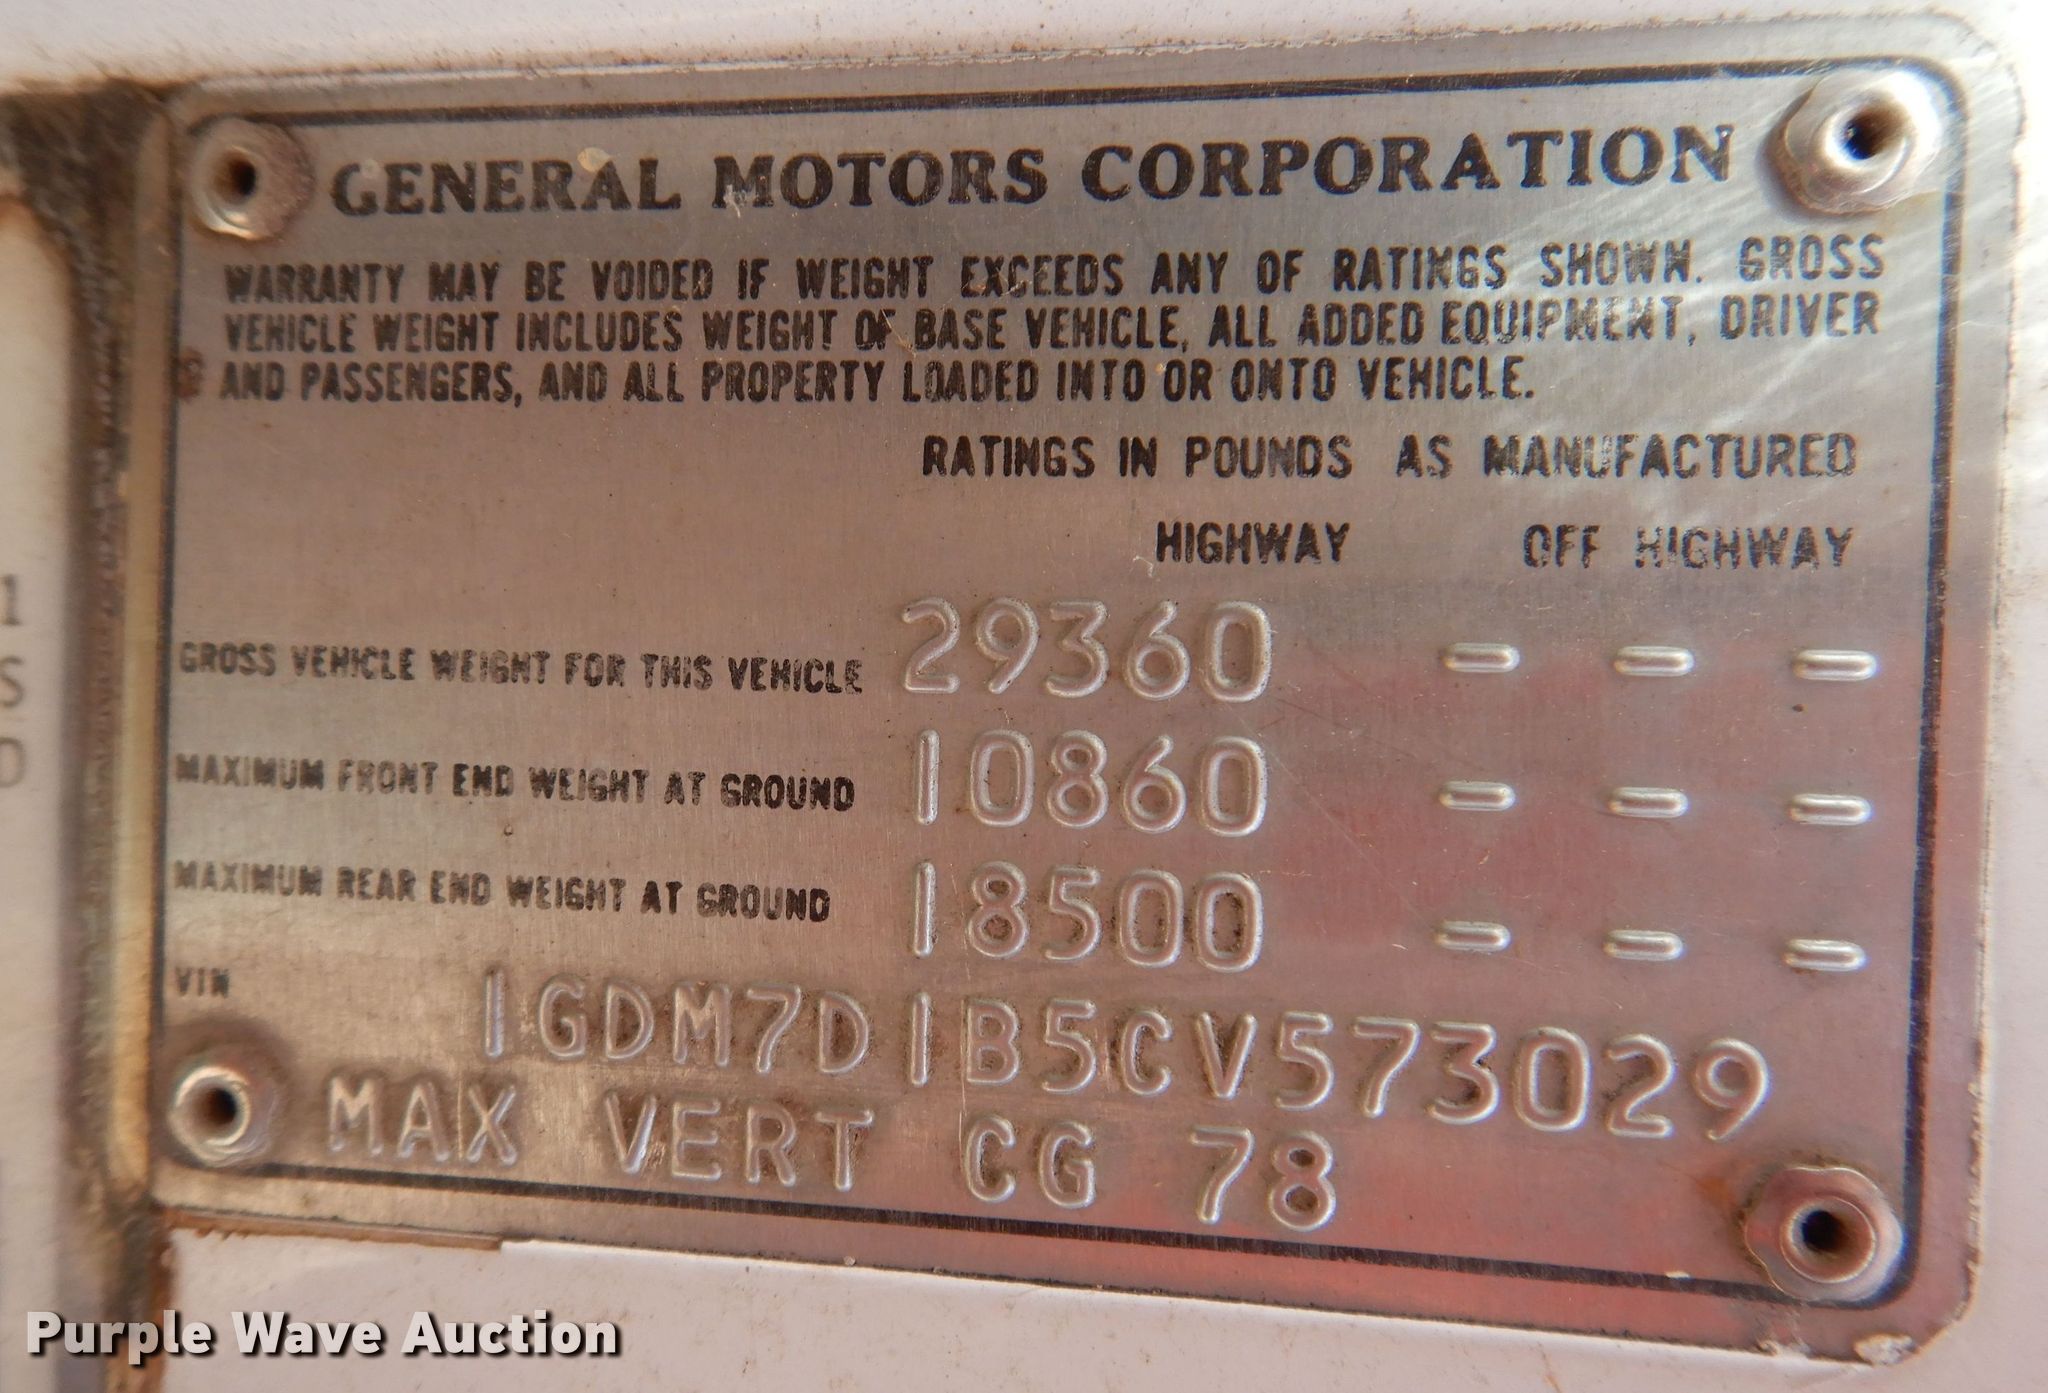 GENERAL MOTORS CORPORATION
WARRANTY MAY BE VOIDED IF WEIGHT EXCEEDS ANY OF RATINGS SHOWN. GROSS
VEHICLE WEIGHT INCLUDES WEIGHT OF BASE VEHICLE, ALL ADDED EQUIPMENT, DRIVER
AND PASSENGERS, AND ALL PROPERTY LOADED INTO OR ONTO VEHICLE.
RATINGS IN POUNDS AS MANUFACTURED
HIGHWAY OFF HIGHWAY
GROSS VEHICLE WEIGHT FOR THIS VEHICLE 29360 - - -
MAXIMUM FRONT END WEIGHT AT GROUND 10860 - - -
MAXIMUM REAR END WEIGHT AT GROUND 18500 - - -
VIN 1GDM7D1B5CV573029
MAX VERT CG 78
1
S
D
Purple Wave Auction